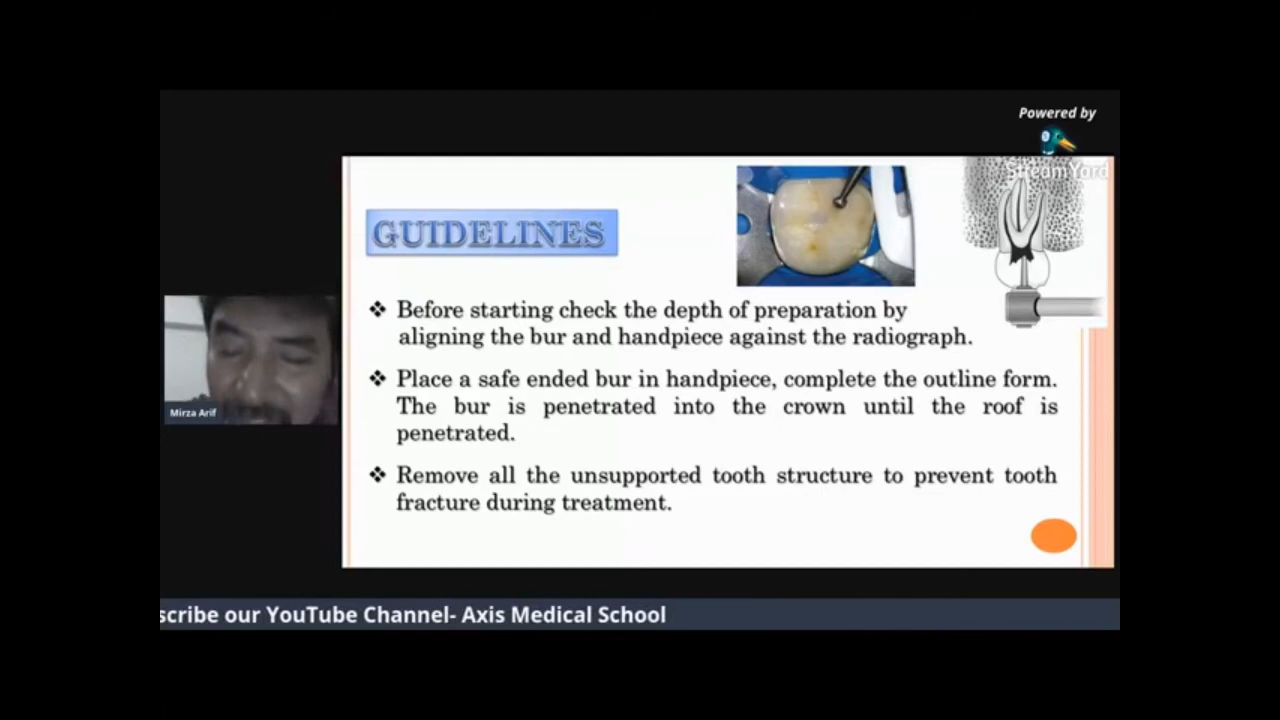 Powered by
StreamYard
GUIDELINES
❖ Before starting check the depth of preparation by
aligning the bur and handpiece against the radiograph.
❖ Place a safe ended bur in handpiece, complete the outline form.
The bur is penetrated into the crown until the roof is
penetrated.
❖ Remove all the unsupported tooth structure to prevent tooth
fracture during treatment.
Mirza Arif
scribe our YouTube Channel- Axis Medical School